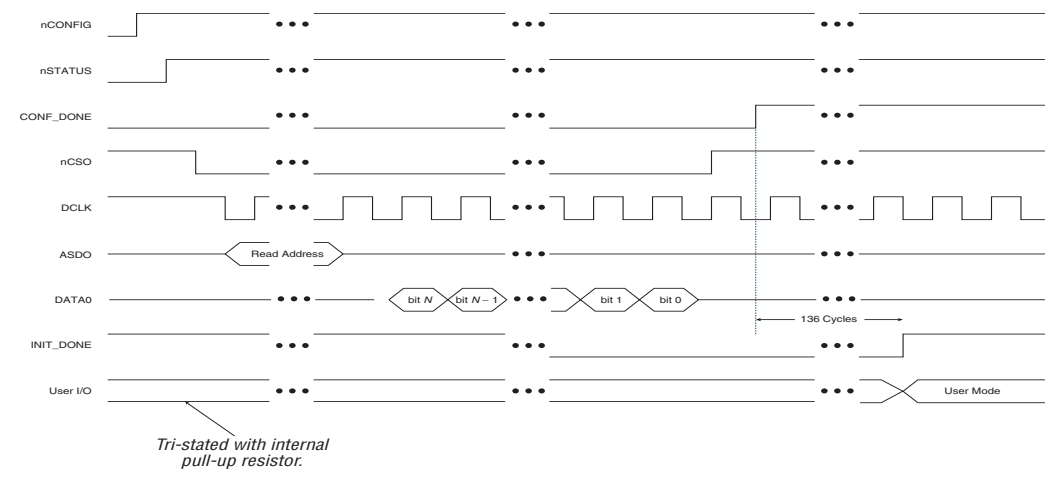 nCONFIG
nSTATUS
CONF_DONE
nCSO
DCLK
ASDO
Read Address
DATA0
bit N
bit N – 1
bit 1
bit 0
136 Cycles
INIT_DONE
User I/O
User Mode
Tri-stated with internal
pull-up resistor.